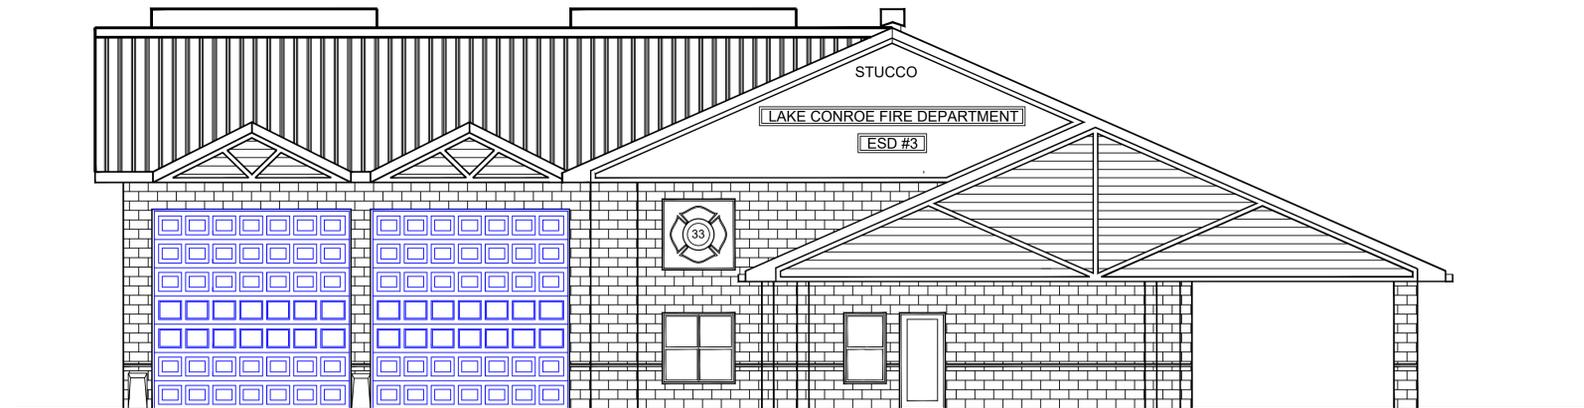 STUCCO
LAKE CONROE FIRE DEPARTMENT
ESD #3
33